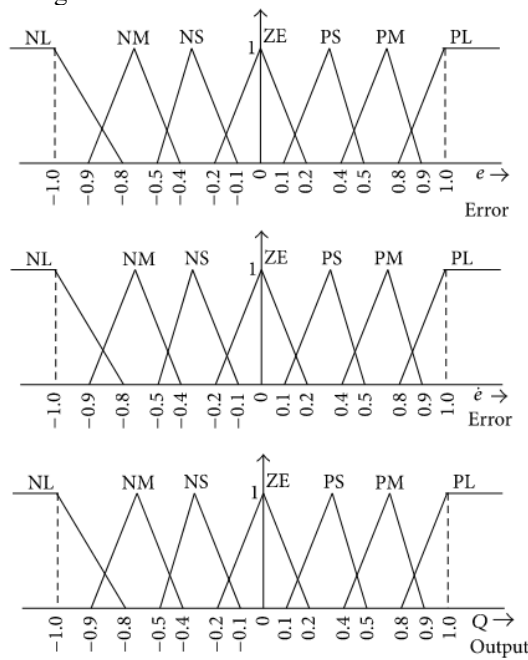 NL NM NS ZE PS PM PL
1
−1.0 −0.9 −0.8 −0.5 −0.4 −0.2 −0.1 0 0.1 0.2 0.4 0.5 0.8 0.9 1.0 e →
Error
NL NM NS ZE PS PM PL
1
−1.0 −0.9 −0.8 −0.5 −0.4 −0.2 −0.1 0 0.1 0.2 0.4 0.5 0.8 0.9 1.0 ė →
Error
NL NM NS ZE PS PM PL
1
−1.0 −0.9 −0.8 −0.5 −0.4 −0.2 −0.1 0 0.1 0.2 0.4 0.5 0.8 0.9 1.0 Q →
Output